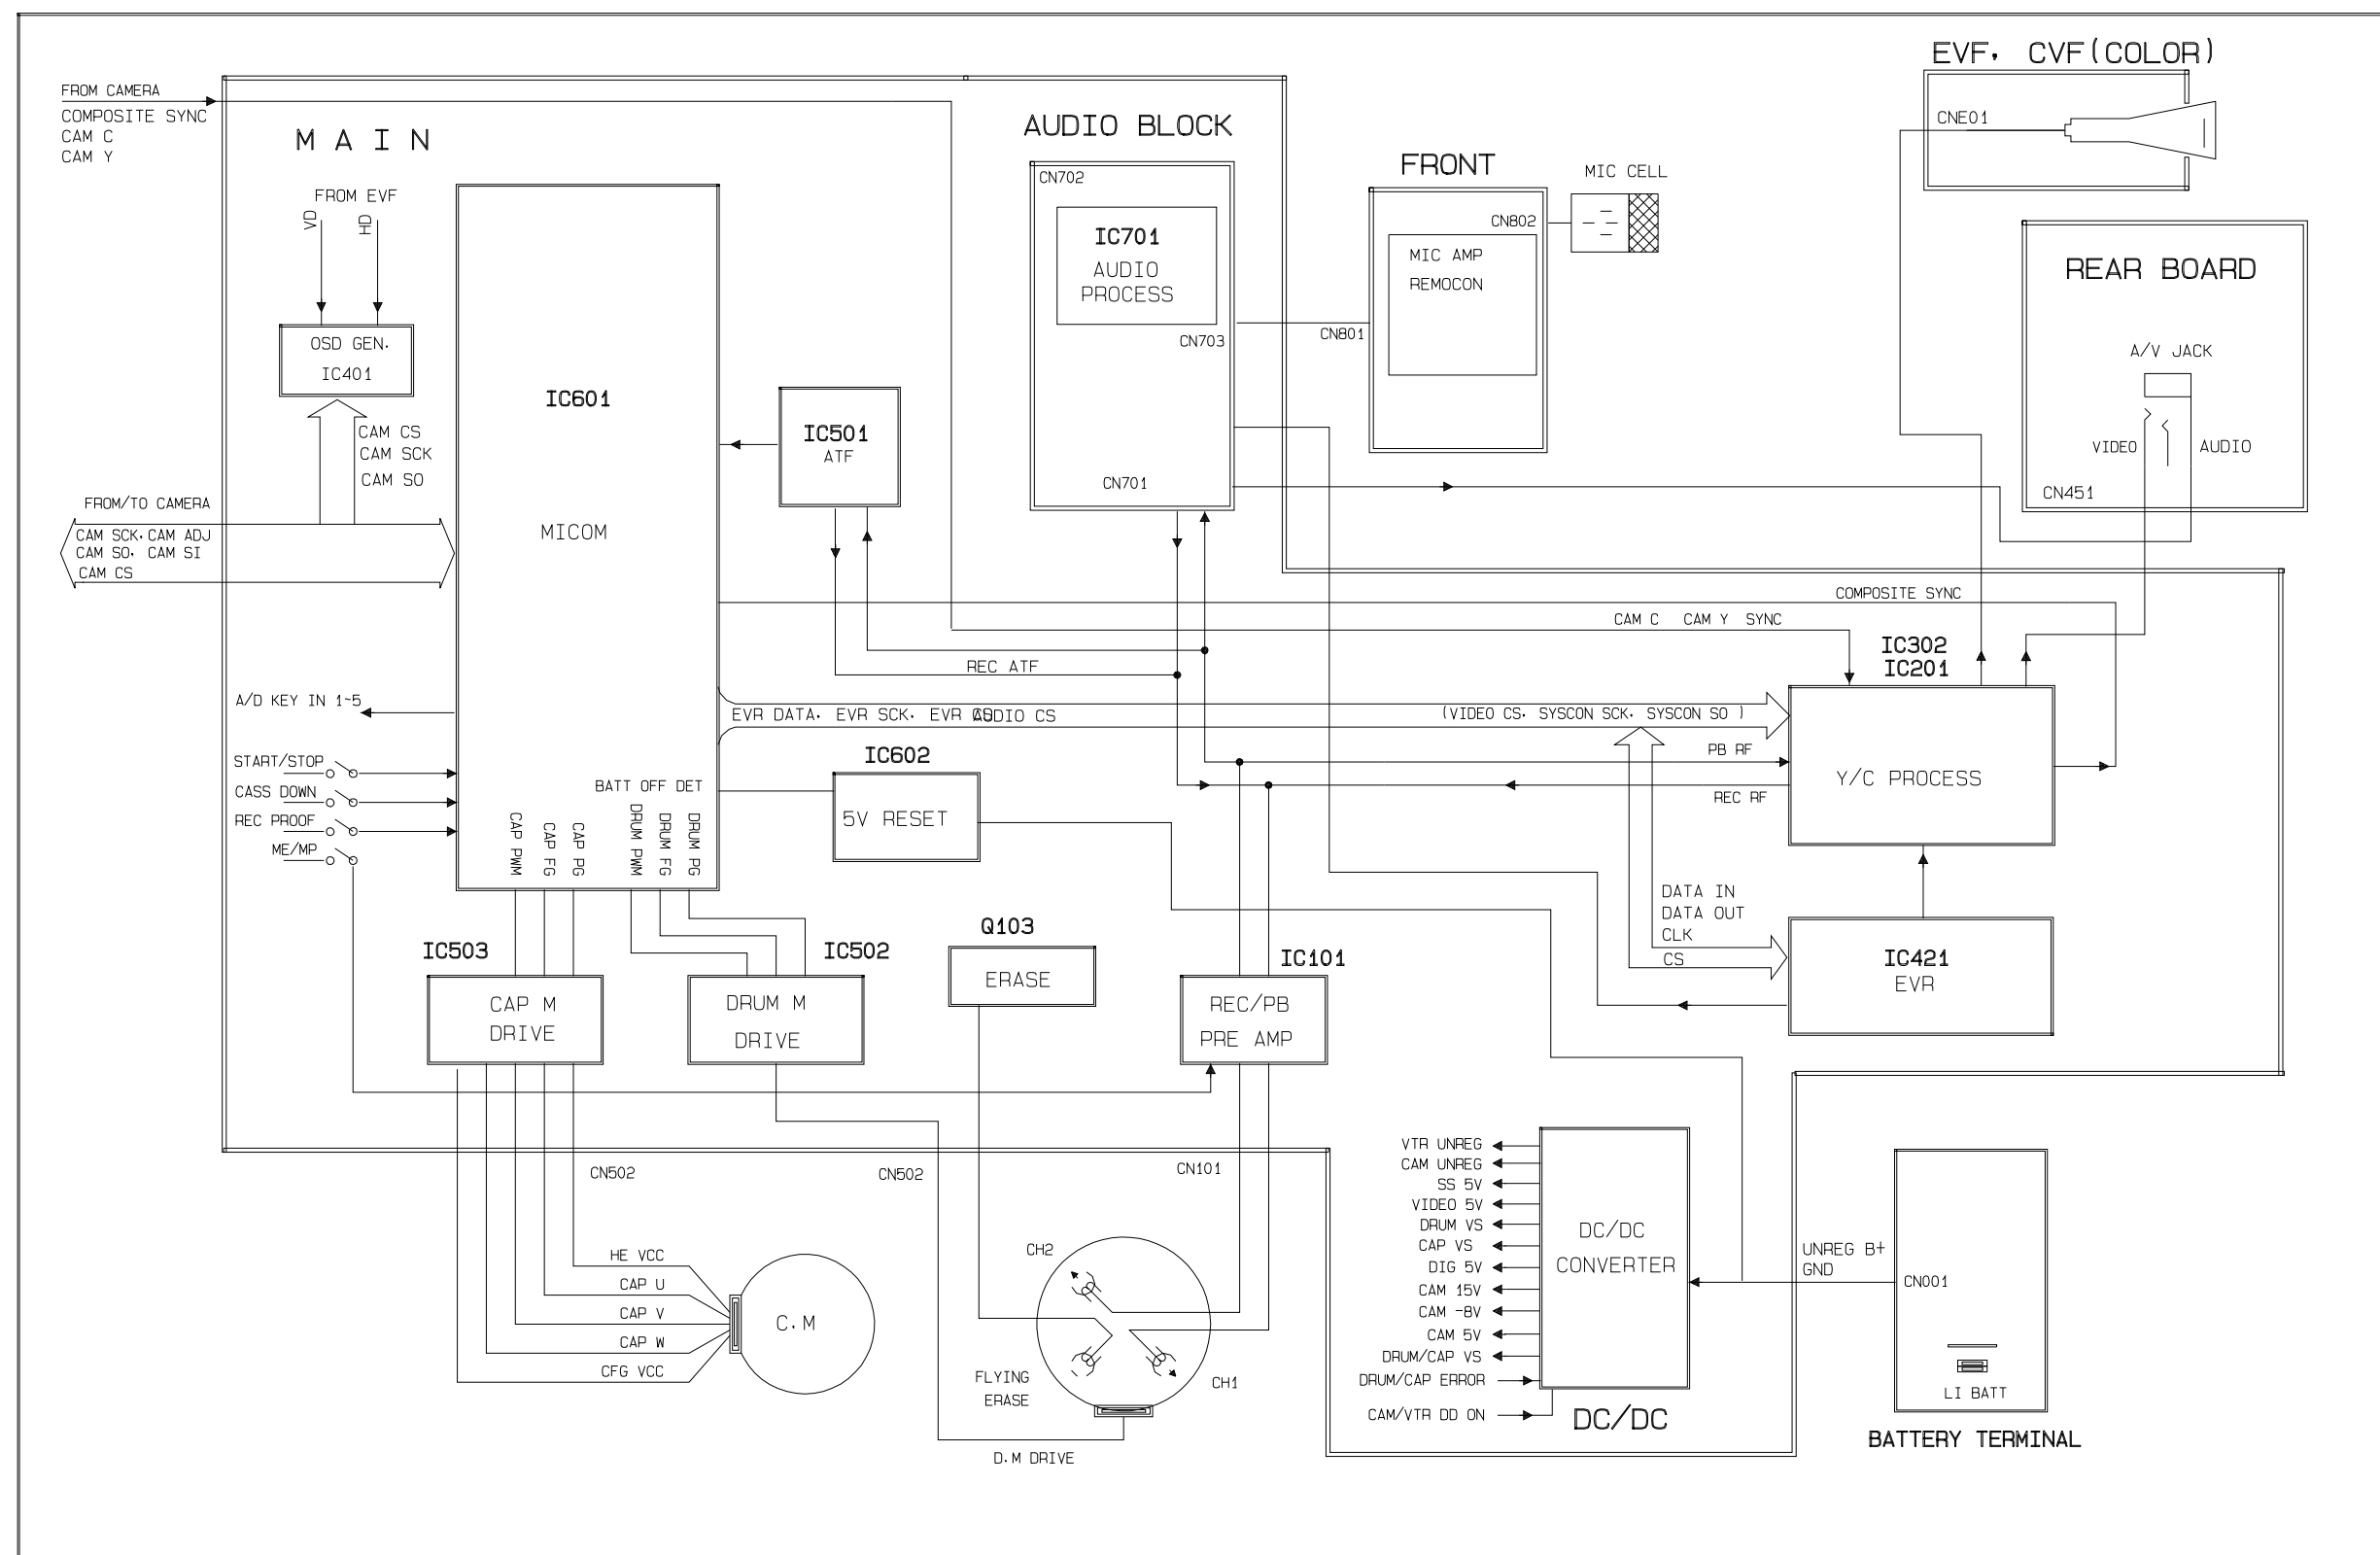 EVF. CVF(COLOR)
FROM CAMERA
COMPOSITE SYNC
CAM C
CAM Y
M A I N
AUDIO BLOCK
CNE01
FRONT
MIC CELL
CN702
FROM EVF
VD
HD
IC701
AUDIO
PROCESS
CN802
MIC AMP
REMOCON
REAR BOARD
CN703
CN801
OSD GEN.
IC401
A/V JACK
IC601
IC501
ATF
CAM CS
CAM SCK
CAM SO
VIDEO
AUDIO
CN701
CN451
FROM/TO CAMERA
CAM SCK.CAM ADJ
CAM SO. CAM SI
CAM CS
MICOM
COMPOSITE SYNC
CAM C CAM Y SYNC
IC302
IC201
REC ATF
A/D KEY IN 1~5
EVR DATA. EVR SCK. EVR CS
AUDIO CS
(VIDEO CS. SYSCON SCK. SYSCON SO )
PB RF
IC602
START/STOP
CASS DOWN
REC PROOF
ME/MP
BATT OFF DET
5V RESET
Y/C PROCESS
REC RF
CAP PWM
CAP FG
CAP PG
DRUM PWM
DRUM FG
DRUM PG
DATA IN
DATA OUT
CLK
CS
IC503
IC502
Q103
IC101
IC421
EVR
CAP M
DRIVE
DRUM M
DRIVE
ERASE
REC/PB
PRE AMP
CN502
CN502
CN101
VTR UNREG
CAM UNREG
SS 5V
VIDEO 5V
DRUM VS
CAP VS
DIG 5V
CAM 15V
CAM -8V
CAM 5V
DRUM/CAP VS
DRUM/CAP ERROR
CAM/VTR DD ON
DC/DC
CONVERTER
DC/DC
UNREG B+
GND
CN001
LI BATT
BATTERY TERMINAL
HE VCC
CAP U
CAP V
CAP W
CFG VCC
C.M
CH2
CH1
FLYING
ERASE
D.M DRIVE